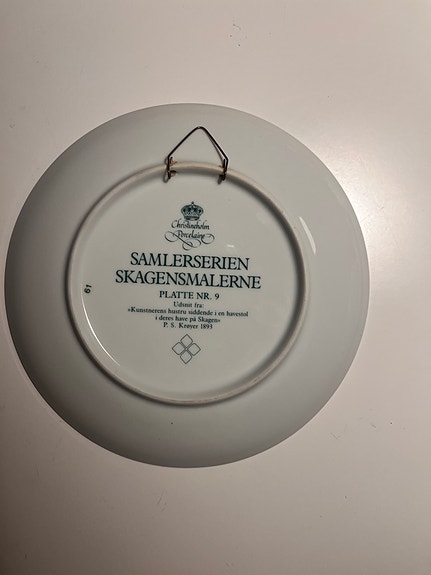 Christineholm
Porcelaine
SAMLERSERIEN
SKAGENSMALERNE
PLATTE NR. 9
Udsnit fra:
»Kunstnerens hustru siddende i en havestol
i deres have på Skagen»
P. S. Krøyer 1893
61